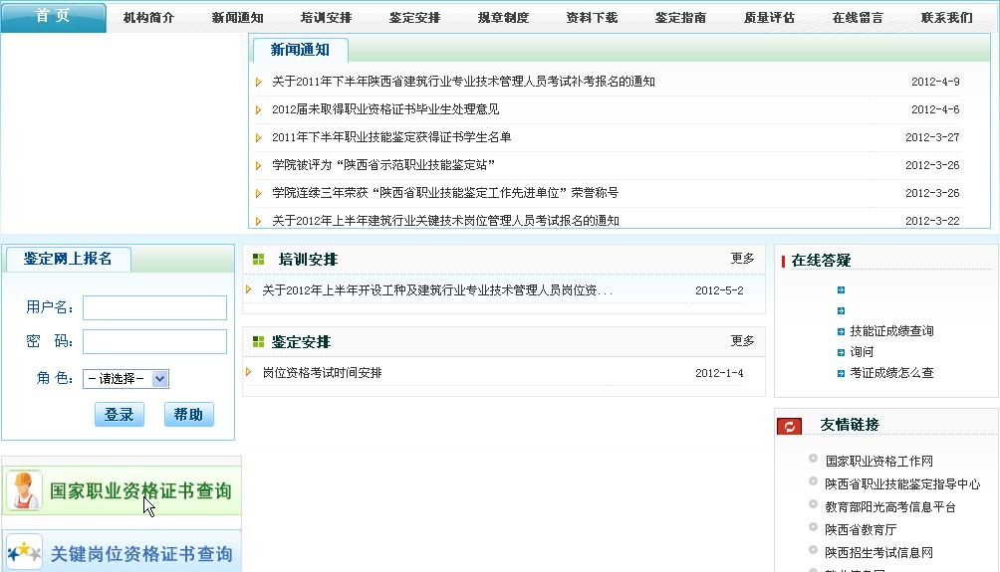 首 页 机构简介 新闻通知 培训安排 鉴定安排 规章制度 资料下载 鉴定指南 质量评估 在线留言 联系我们
新闻通知
关于2011年下半年陕西省建筑行业专业技术管理人员考试补考报名的通知 2012-4-9
2012届未取得职业资格证书毕业生处理意见 2012-4-6
2011年下半年职业技能鉴定获得证书学生名单 2012-3-27
学院被评为“陕西省示范职业技能鉴定站” 2012-3-26
学院连续三年荣获“陕西省职业技能鉴定工作先进单位”荣誉称号 2012-3-26
关于2012年上半年建筑行业关键技术岗位管理人员考试报名的通知 2012-3-22
鉴定网上报名
用户名：
密 码：
角 色： －请选择－
登录 帮助
国家职业资格证书查询
关键岗位资格证书查询
培训安排 更多
关于2012年上半年开设工种及建筑行业专业技术管理人员岗位资... 2012-5-2
鉴定安排 更多
岗位资格考试时间安排 2012-1-4
在线答疑
技能证成绩查询
询问
考证成绩怎么查
友情链接
国家职业资格工作网
陕西省职业技能鉴定指导中心
教育部阳光高考信息平台
陕西省教育厅
陕西招生考试信息网